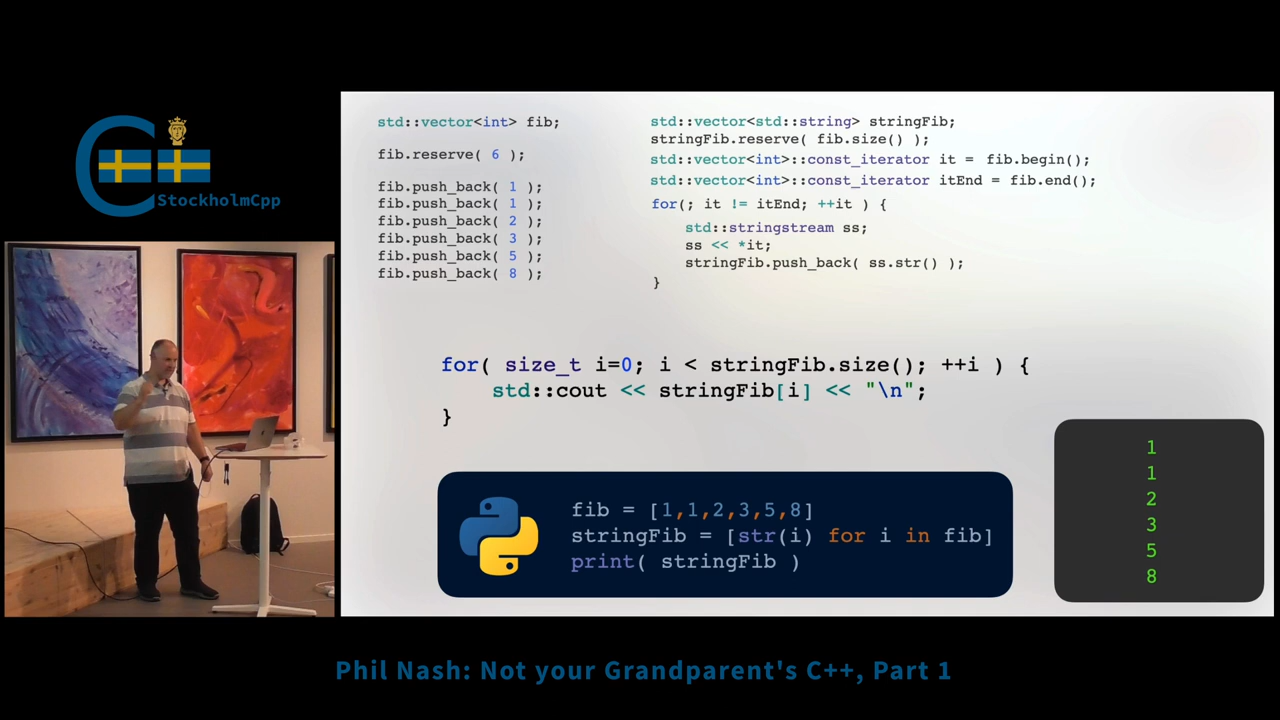 StockholmCpp
std::vector<int> fib;
fib.reserve( 6 );
fib.push_back( 1 );
fib.push_back( 1 );
fib.push_back( 2 );
fib.push_back( 3 );
fib.push_back( 5 );
fib.push_back( 8 );
std::vector<std::string> stringFib;
stringFib.reserve( fib.size() );
std::vector<int>::const_iterator it = fib.begin();
std::vector<int>::const_iterator itEnd = fib.end();
for(; it != itEnd; ++it ) {
std::stringstream ss;
ss << *it;
stringFib.push_back( ss.str() );
}
for( size_t i=0; i < stringFib.size(); ++i ) {
std::cout << stringFib[i] << "\n";
}
fib = [1,1,2,3,5,8]
stringFib = [str(i) for i in fib]
print( stringFib )
1
1
2
3
5
8
Phil Nash: Not your Grandparent's C++, Part 1